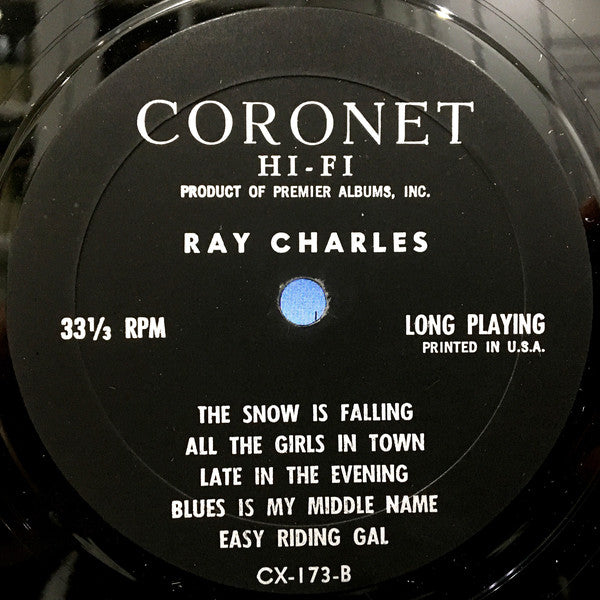 CORONET
HI-FI
PRODUCT OF PREMIER ALBUMS, INC.
RAY CHARLES
33⅓ RPM
LONG PLAYING
PRINTED IN U.S.A.
THE SNOW IS FALLING
ALL THE GIRLS IN TOWN
LATE IN THE EVENING
BLUES IS MY MIDDLE NAME
EASY RIDING GAL
CX-173-B